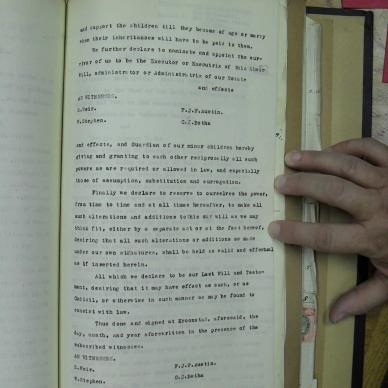 and support the children till they become of age or marry
when their inheritances will have to be paid to them.
We further declare to nominate and appoint the sur-
vivor of us to be the Executor or Executrix of this their
Will, administrator or Administratrix of our Estate
and effects
AS WITNESSES.
D.Weir. P.J.F.Austin.
W.Stephen. C.J.Botha
and effects, and Guardian of our minor children hereby
giving and granting to each other reciprocally all such
powers as are required or allowed in law, and especially
those of assumption, substitution and surrogation.
Finally we declare to reserve to ourselves the power,
from time to time and at all times hereafter, to make all
such alterations and additions to this our will as we may
think fit, either by a separate act or at the foot hereof,
desiring that all such alterations or additions so made
under our own signatures, shall be held as valid and effectual
as if inserted herein.
All which we declare to be our Last Will and Testa-
ment, desiring that it may have effect as such, or as
Codicil, or otherwise in such manner as may be found to
consist with law.
Thus done and signed at Kroonstad, aforesaid, the
day, month, and year aforewritten in the presence of the
subscribed witnesses.
AS WITNESSES.
D.Weir. P.J.F.Austin.
W.Stephen. C.J.Botha